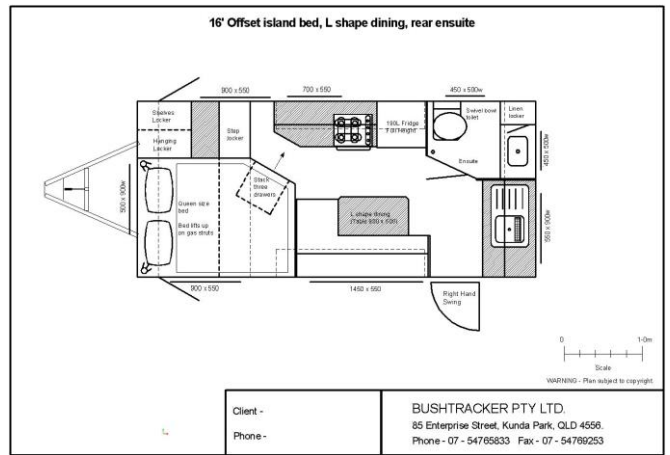 16' Offset island bed, L shape dining, rear ensuite
900 x 550
700 x 550
450 x 500w
Shelves
Locker
Hanging
Locker
Step
locker
190L Fridge
Full Height
Swivel bowl
toilet
Linen
locker
Ensuite
450 x 500w
500 x 900w
Stack
three
drawers
Queen size
bed
Bed lifts up
on gas struts
L shape dining
550 x 900w
900 x 550
1450 x 550
Right Hand
Swing
0
1·0m
Scale
WARNING - Plan subject to copyright
Client -
Phone -
BUSHTRACKER PTY LTD.
85 Enterprise Street, Kunda Park, QLD 4556.
Phone - 07 - 54765833 Fax - 07 - 54769253